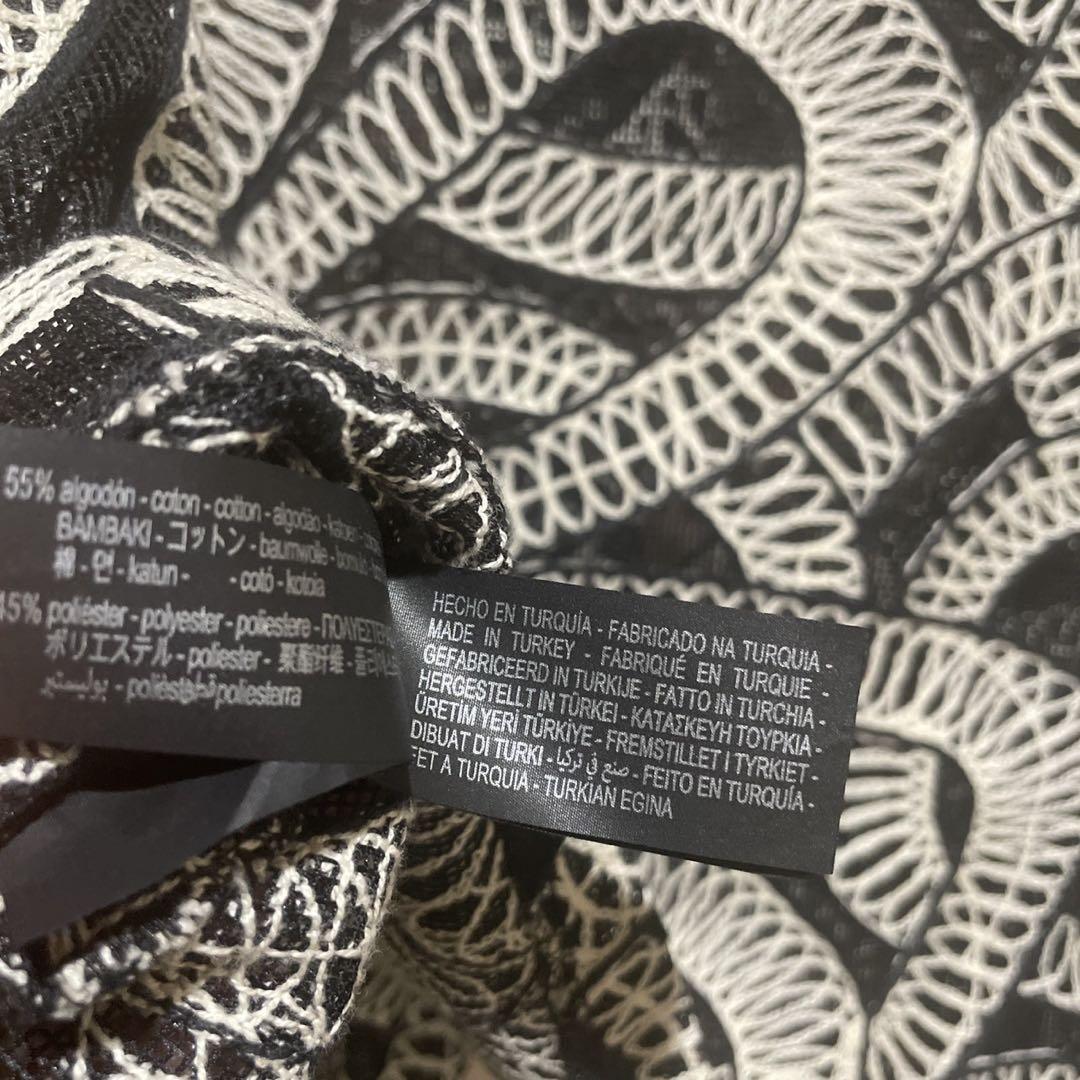 55% algodón - coton - cotton - algodão - katoen -
BAMBAKI - コットン - baumwolle - bomuld -
棉 - 면 - katun - - cotó - kotoia
45% poliéster - polyester - poliestere - ΠΟΛΥΕΣΤΕΡ
ポリエステル - poliester - 聚酯纤维 - 폴리에스
بوليستير - polièster - poliesterra
HECHO EN TURQUÍA - FABRICADO NA TURQUIA -
MADE IN TURKEY - FABRIQUÉ EN TURQUIE -
GEFABRICEERD IN TURKIJE - FATTO IN TURCHIA -
HERGESTELLT IN TÜRKEI - ΚΑΤΑΣΚΕΥΗ ΤΟΥΡΚΙΑ -
ÜRETİM YERİ TÜRKİYE - FREMSTILLET I TYRKIET -
DIBUAT DI TURKI - صنع في تركيا - FEITO EN TURQUÍA -
FET A TURQUIA - TURKIAN EGINA